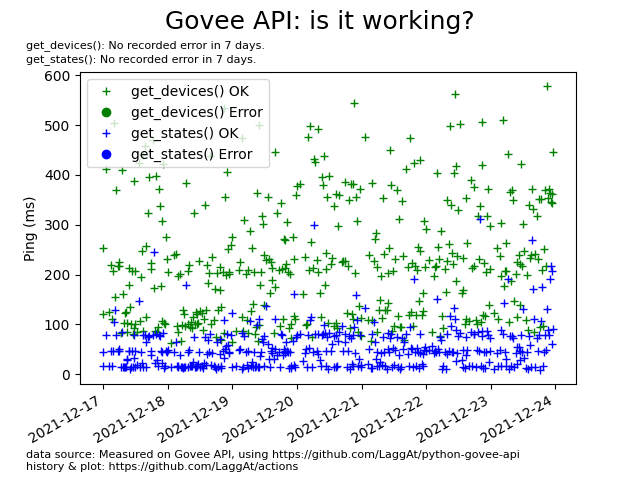 Govee API: is it working?
get_devices(): No recorded error in 7 days.
get_states(): No recorded error in 7 days.
get_devices() OK
get_devices() Error
get_states() OK
get_states() Error
Ping (ms)
600
500
400
300
200
100
0
2021-12-17
2021-12-18
2021-12-19
2021-12-20
2021-12-21
2021-12-22
2021-12-23
2021-12-24
data source: Measured on Govee API, using https://github.com/LaggAt/python-govee-api
history & plot: https://github.com/LaggAt/actions